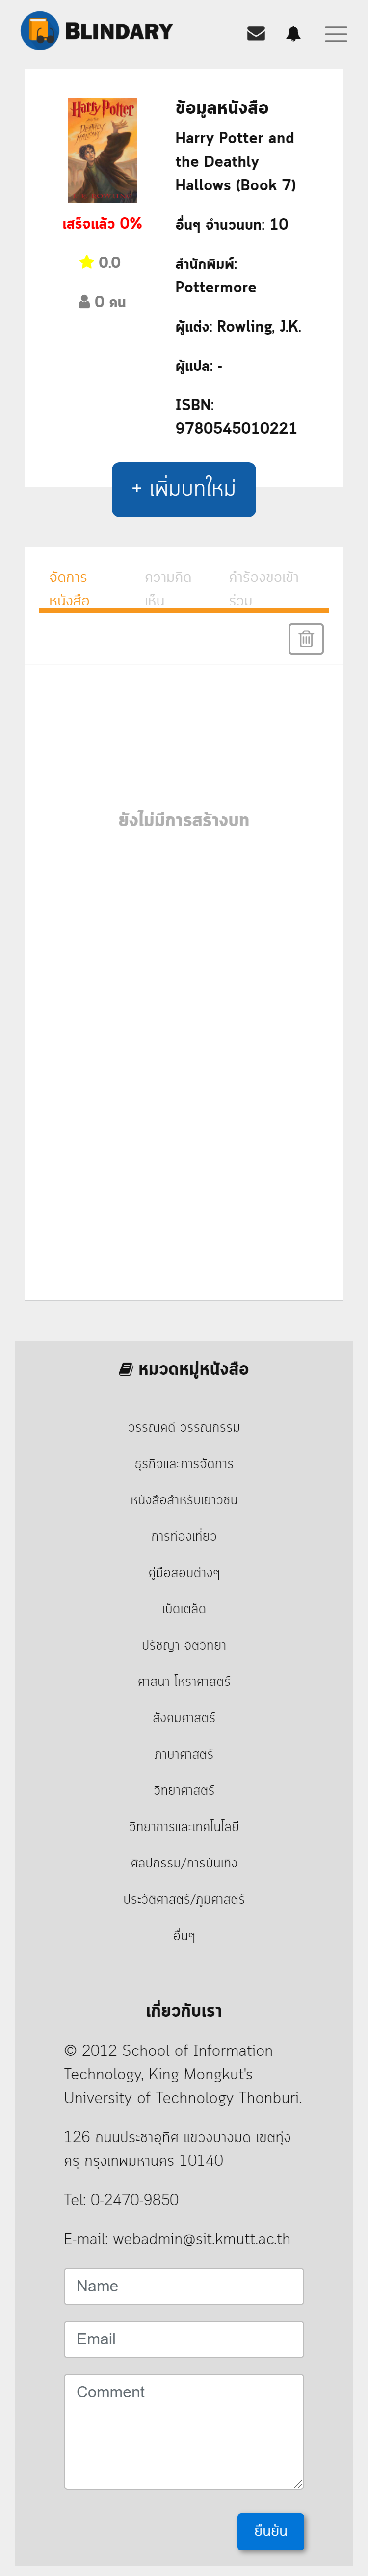 BLINDARY
Harry Potter
and the
DEATHLY
HALLOWS
ข้อมูลหนังสือ
Harry Potter and
the Deathly
Hallows (Book 7)
เสร็จแล้ว 0%
0.0
0 คน
อื่นๆ จำนวนบท: 10
สำนักพิมพ์:
Pottermore
ผู้แต่ง: Rowling, J.K.
ผู้แปล: -
ISBN:
9780545010221
+ เพิ่มบทใหม่
จัดการ
หนังสือ
ความคิด
เห็น
คำร้องขอเข้า
ร่วม
ยังไม่มีการสร้างบท
หมวดหมู่หนังสือ
วรรณคดี วรรณกรรม
ธุรกิจและการจัดการ
หนังสือสำหรับเยาวชน
การท่องเที่ยว
คู่มือสอบต่างๆ
เบ็ดเตล็ด
ปรัชญา จิตวิทยา
ศาสนา โหราศาสตร์
สังคมศาสตร์
ภาษาศาสตร์
วิทยาศาสตร์
วิทยาการและเทคโนโลยี
ศิลปกรรม/การบันเทิง
ประวัติศาสตร์/ภูมิศาสตร์
อื่นๆ
เกี่ยวกับเรา
© 2012 School of Information
Technology, King Mongkut's
University of Technology Thonburi.
126 ถนนประชาอุทิศ แขวงบางมด เขตทุ่ง
ครุ กรุงเทพมหานคร 10140
Tel: 0-2470-9850
E-mail: webadmin@sit.kmutt.ac.th
Name
Email
Comment
ยืนยัน